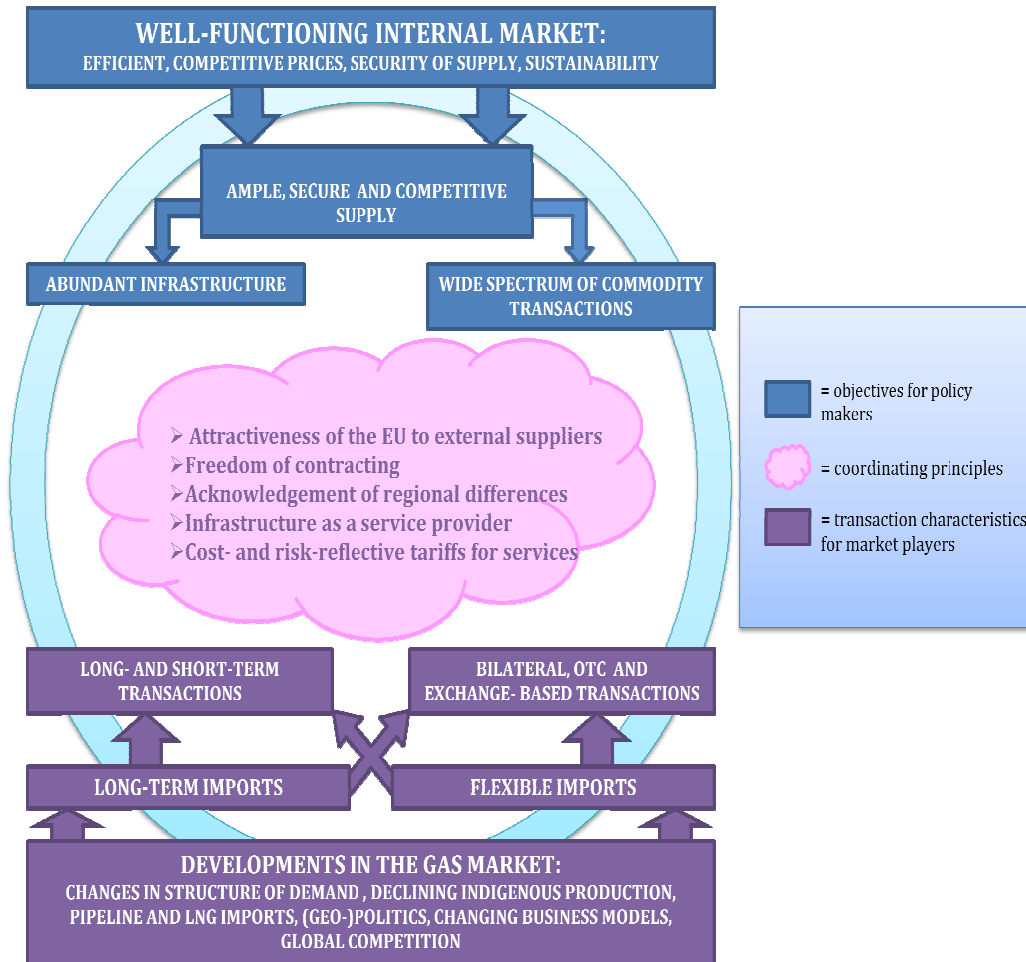 WELL-FUNCTIONING INTERNAL MARKET:
EFFICIENT, COMPETITIVE PRICES, SECURITY OF SUPPLY, SUSTAINABILITY
AMPLE, SECURE AND COMPETITIVE
SUPPLY
ABUNDANT INFRASTRUCTURE
WIDE SPECTRUM OF COMMODITY
TRANSACTIONS
➢ Attractiveness of the EU to external suppliers
➢Freedom of contracting
➢Acknowledgement of regional differences
➢Infrastructure as a service provider
➢Cost- and risk-reflective tariffs for services
= objectives for policy
makers
= coordinating principles
= transaction characteristics
for market players
LONG- AND SHORT-TERM
TRANSACTIONS
BILATERAL, OTC AND
EXCHANGE- BASED TRANSACTIONS
LONG-TERM IMPORTS
FLEXIBLE IMPORTS
DEVELOPMENTS IN THE GAS MARKET:
CHANGES IN STRUCTURE OF DEMAND , DECLINING INDIGENOUS PRODUCTION,
PIPELINE AND LNG IMPORTS, (GEO-)POLITICS, CHANGING BUSINESS MODELS,
GLOBAL COMPETITION